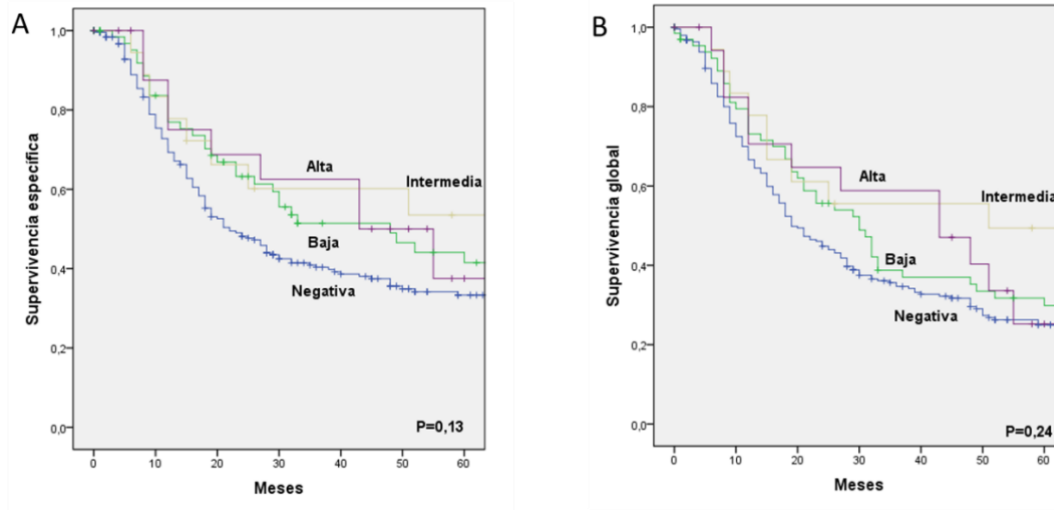 A
Supervivencia específica
1,0
0,8
0,6
0,4
0,2
0,0
Alta
Intermedia
Baja
Negativa
P=0,13
0 10 20 30 40 50 60
Meses
B
Supervivencia global
1,0
0,8
0,6
0,4
0,2
0,0
Alta
Intermedia
Baja
Negativa
P=0,24
0 10 20 30 40 50 60
Meses